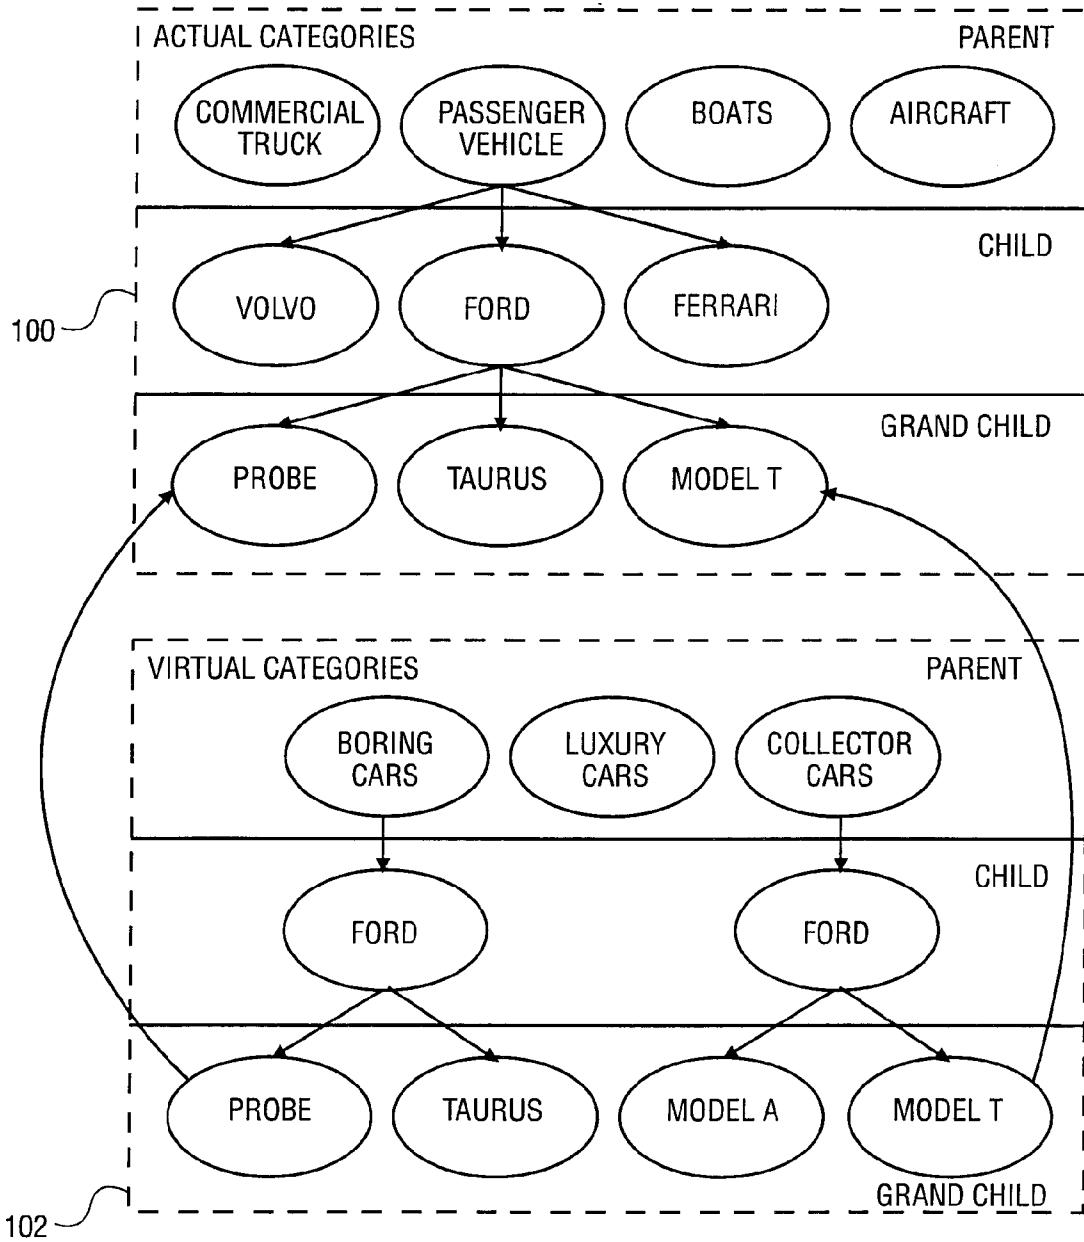 ACTUAL CATEGORIES PARENT
COMMERCIAL TRUCK
PASSENGER VEHICLE
BOATS
AIRCRAFT
CHILD
VOLVO
FORD
FERRARI
100
GRAND CHILD
PROBE
TAURUS
MODEL T
VIRTUAL CATEGORIES PARENT
BORING CARS
LUXURY CARS
COLLECTOR CARS
CHILD
FORD
FORD
PROBE
TAURUS
MODEL A
MODEL T
GRAND CHILD
102